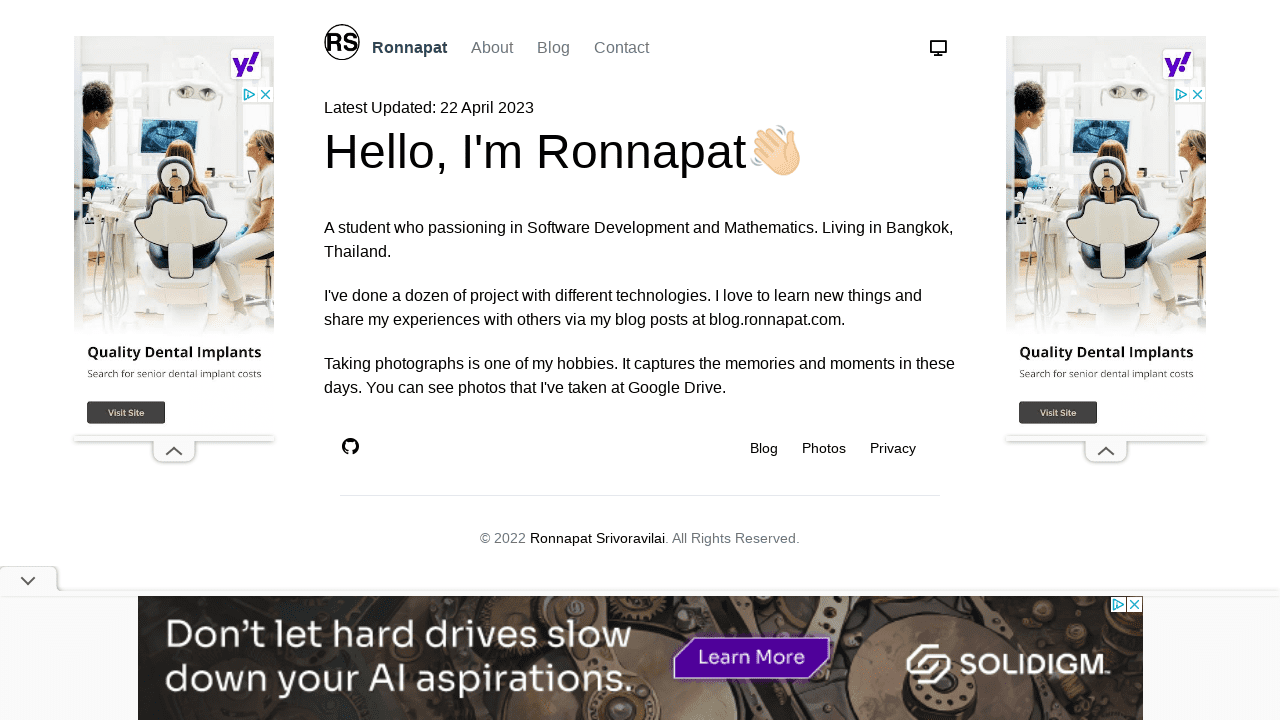 RS
Ronnapat About Blog Contact
Latest Updated: 22 April 2023
Hello, I'm Ronnapat👋🏻
A student who passioning in Software Development and Mathematics. Living in Bangkok,
Thailand.
I've done a dozen of project with different technologies. I love to learn new things and
share my experiences with others via my blog posts at blog.ronnapat.com.
Taking photographs is one of my hobbies. It captures the memories and moments in these
days. You can see photos that I've taken at Google Drive.
Blog Photos Privacy
© 2022 Ronnapat Srivoravilai. All Rights Reserved.
y!
Quality Dental Implants
Search for senior dental implant costs
Visit Site
y!
Quality Dental Implants
Search for senior dental implant costs
Visit Site
Don't let hard drives slow
down your AI aspirations.
Learn More
SOLIDIGM